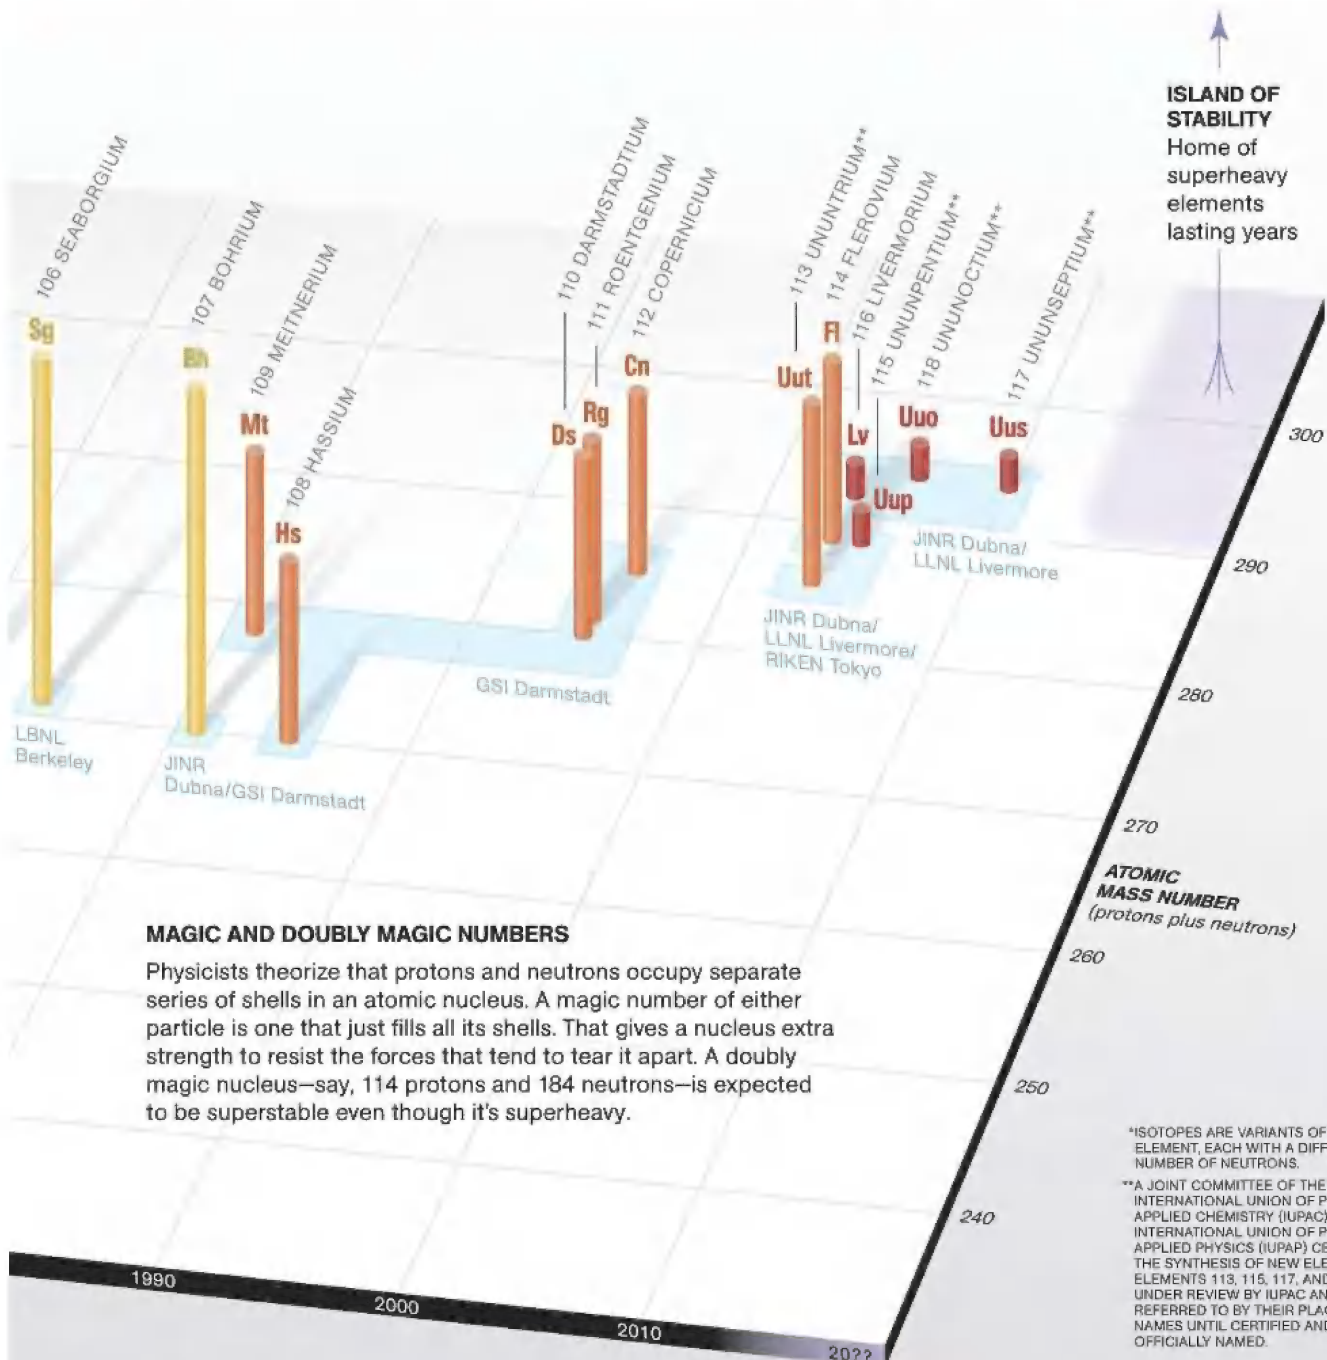 ISLAND OF
STABILITY
Home of
superheavy
elements
lasting years
106 SEABORGIUM
107 BOHRIUM
109 MEITNERIUM
108 HASSIUM
110 DARMSTADTIUM
111 ROENTGENIUM
112 COPERNICIUM
113 UNUNTRIUM**
114 FLEROVIUM
116 LIVERMORIUM
115 UNUNPENTIUM**
118 UNUNOCTIUM**
117 UNUNSEPTIUM**
Sg
Bh
Mt
Hs
Ds
Rg
Cn
Uut
Fl
Lv
Uup
Uuo
Uus
LBNL
Berkeley
JINR
Dubna/GSI Darmstadt
GSI Darmstadt
JINR Dubna/
LLNL Livermore/
RIKEN Tokyo
JINR Dubna/
LLNL Livermore
300
290
280
270
ATOMIC
MASS NUMBER
(protons plus neutrons)
260
250
240
MAGIC AND DOUBLY MAGIC NUMBERS
Physicists theorize that protons and neutrons occupy separate
series of shells in an atomic nucleus. A magic number of either
particle is one that just fills all its shells. That gives a nucleus extra
strength to resist the forces that tend to tear it apart. A doubly
magic nucleus—say, 114 protons and 184 neutrons—is expected
to be superstable even though it's superheavy.
*ISOTOPES ARE VARIANTS OF
ELEMENT, EACH WITH A DIFF
NUMBER OF NEUTRONS.
**A JOINT COMMITTEE OF THE
INTERNATIONAL UNION OF P
APPLIED CHEMISTRY (IUPAC)
INTERNATIONAL UNION OF P
APPLIED PHYSICS (IUPAP) CE
THE SYNTHESIS OF NEW ELE
ELEMENTS 113, 115, 117, AND
UNDER REVIEW BY IUPAC AN
REFERRED TO BY THEIR PLAC
NAMES UNTIL CERTIFIED AND
OFFICIALLY NAMED.
1990
2000
2010
20??